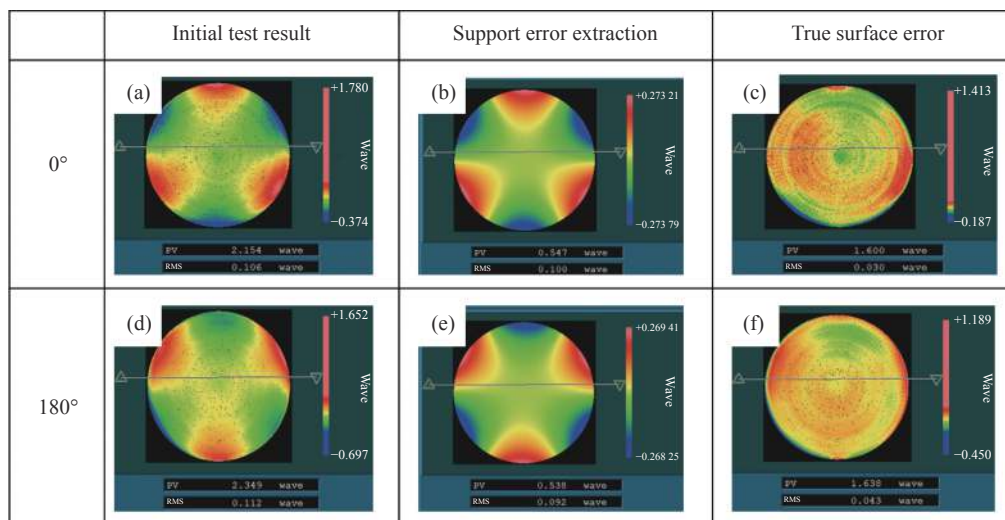 Initial test result
Support error extraction
True surface error
0°
(a)
+1.780
Wave
−0.374
PV 2.154 wave
RMS 0.106 wave
(b)
+0.273 21
Wave
−0.273 79
PV 0.547 wave
RMS 0.100 wave
(c)
+1.413
Wave
−0.187
PV 1.600 wave
RMS 0.030 wave
180°
(d)
+1.652
Wave
−0.697
PV 2.349 wave
RMS 0.112 wave
(e)
+0.269 41
Wave
−0.268 25
PV 0.538 wave
RMS 0.092 wave
(f)
+1.189
Wave
−0.450
PV 1.638 wave
RMS 0.043 wave